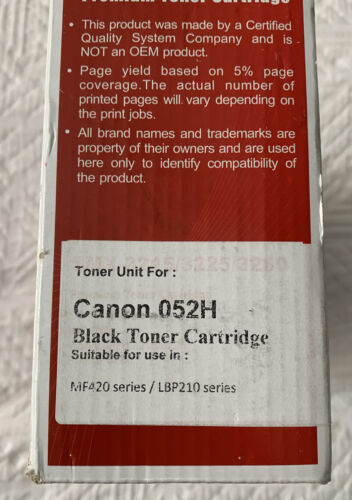 Premium Toner Cartridge
• This product was made by a Certified
Quality System Company and is
NOT an OEM product.
• Page yield based on 5% page
coverage.The actual number of
printed pages will vary depending on
the print jobs.
• All brand names and trademarks are
property of their owners and are used
here only to identify compatibility of
the product.
Toner Unit For :
Canon 052H
Black Toner Cartridge
Suitable for use in :
MF420 series / LBP210 series